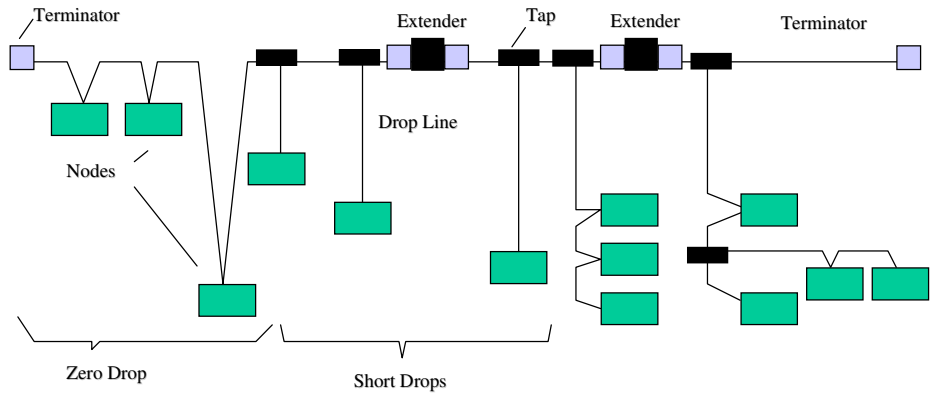 Terminator
Extender
Tap
Extender
Terminator
Drop Line
Nodes
Zero Drop
Short Drops